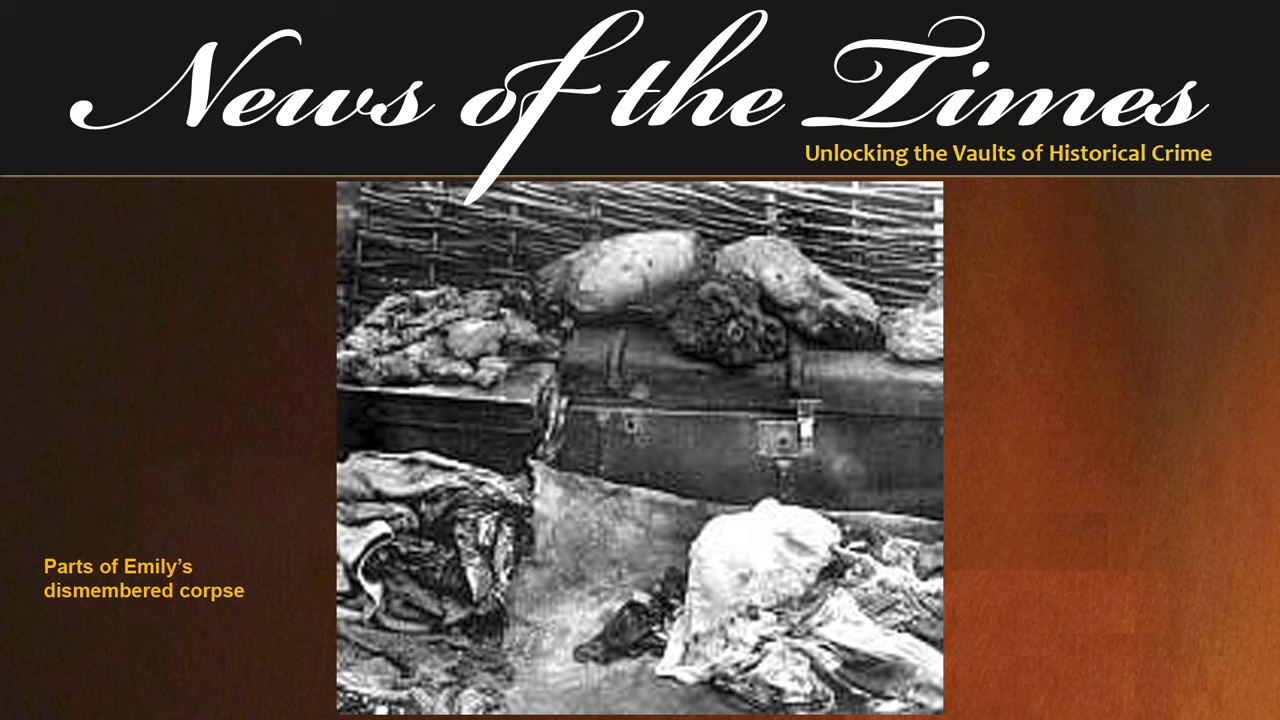 News of the Times
Unlocking the Vaults of Historical Crime
Parts of Emily’s
dismembered corpse